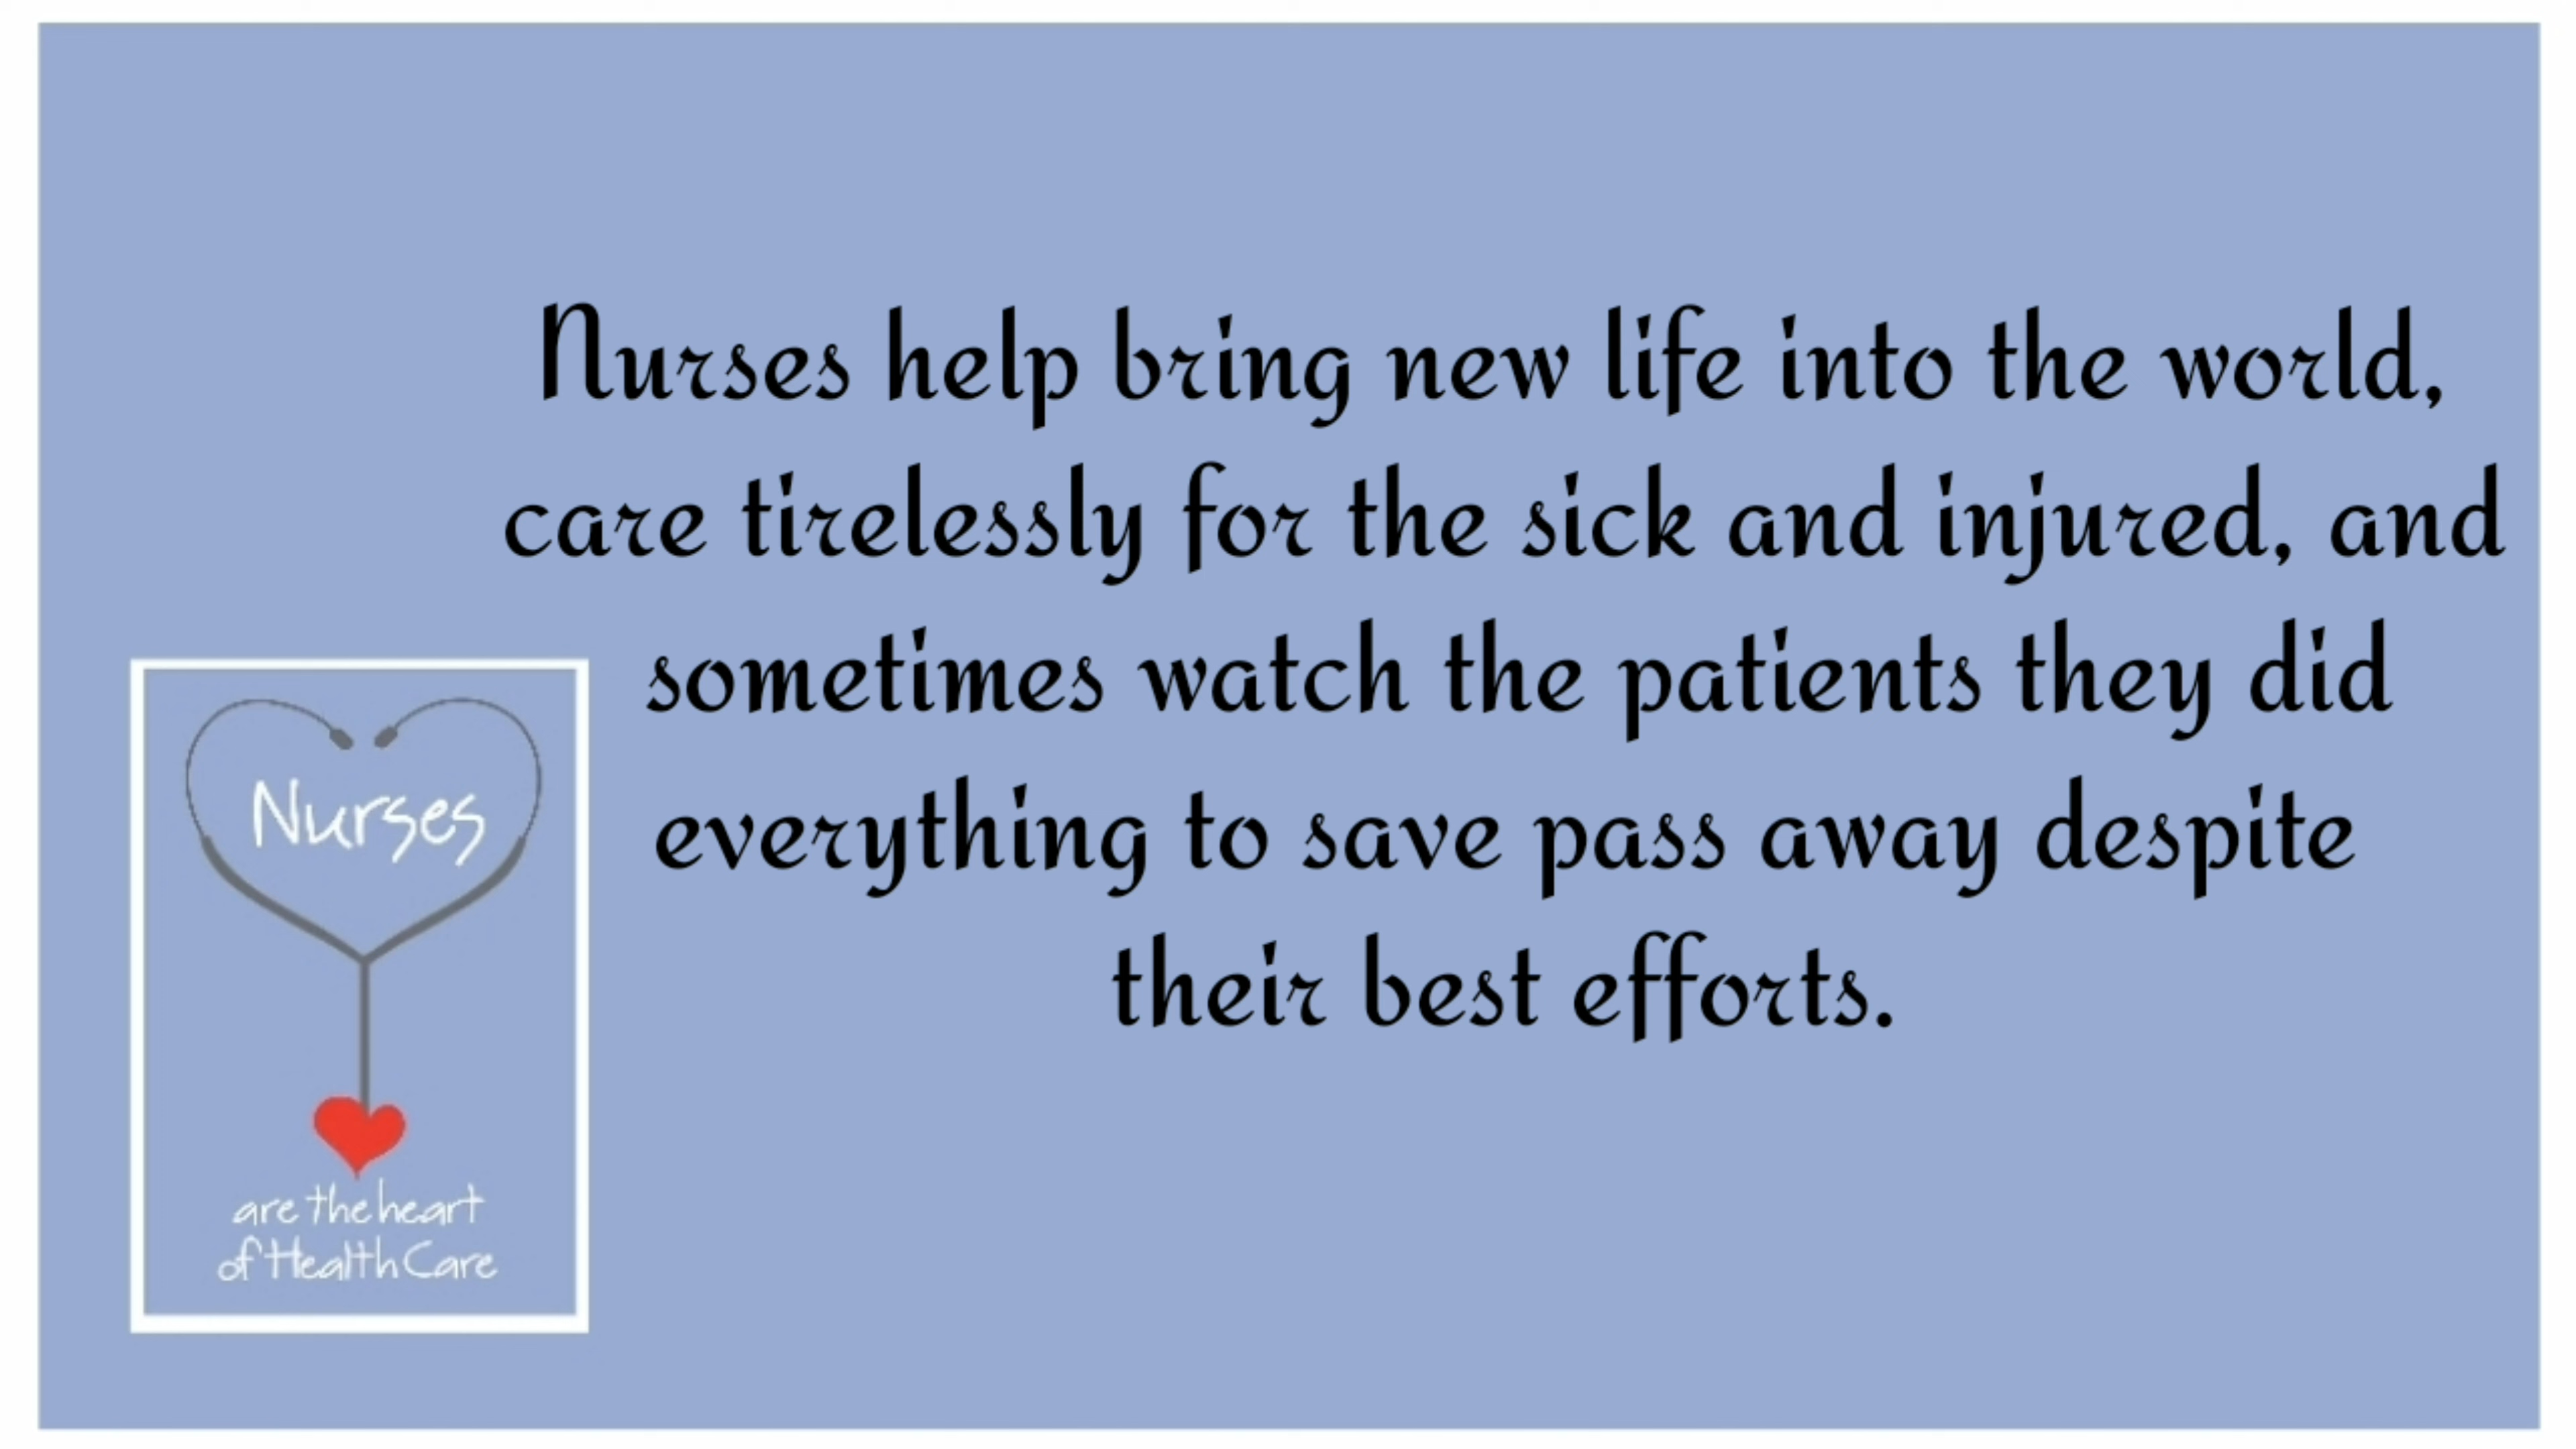 Nurses help bring new life into the world,
care tirelessly for the sick and injured, and
sometimes watch the patients they did
everything to save pass away despite
their best efforts.
Nurses
are the heart
of Health Care